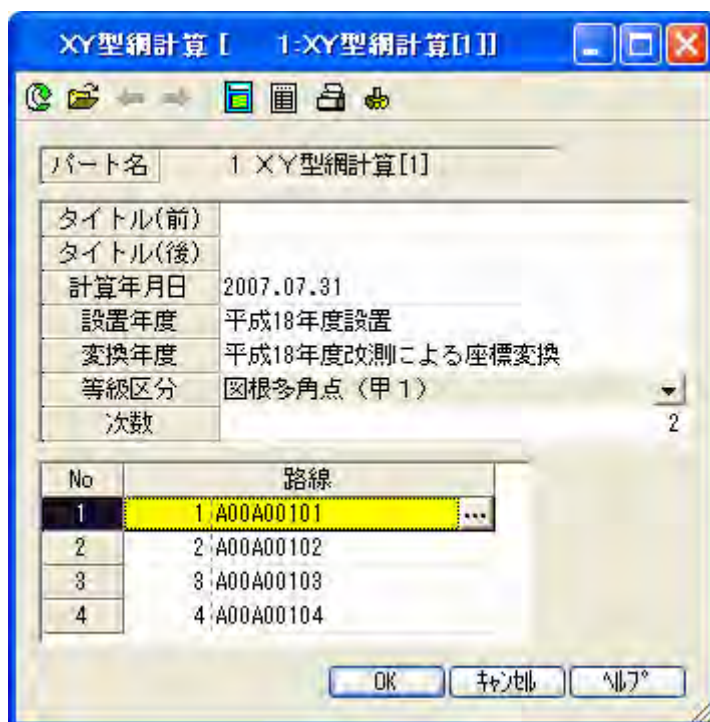 XY型網計算 [ 1:XY型網計算[1]]
パート名 1 XY型網計算[1]
タイトル(前)
タイトル(後)
計算年月日 2007.07.31
設置年度 平成18年度設置
変換年度 平成18年度改測による座標変換
等級区分 図根多角点（甲1）
次数 2
No 路線
1 1 A00A00101 ...
2 2 A00A00102
3 3 A00A00103
4 4 A00A00104
OK ｷｬﾝｾﾙ ﾍﾙﾌﾟ